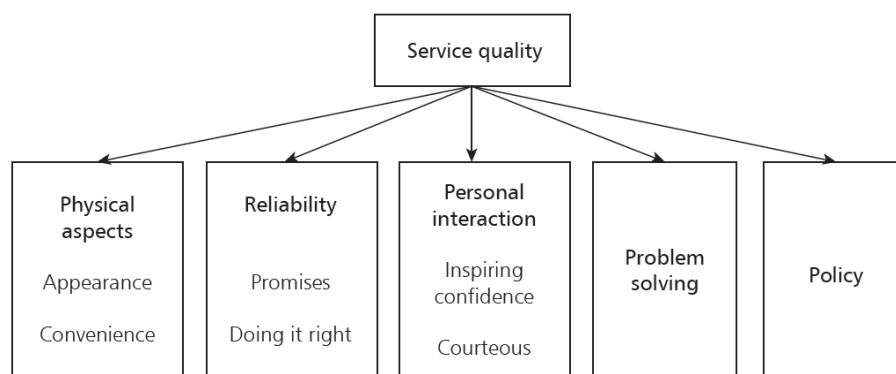 Service quality
Physical
aspects
Appearance
Convenience
Reliability
Promises
Doing it right
Personal
interaction
Inspiring
confidence
Courteous
Problem
solving
Policy